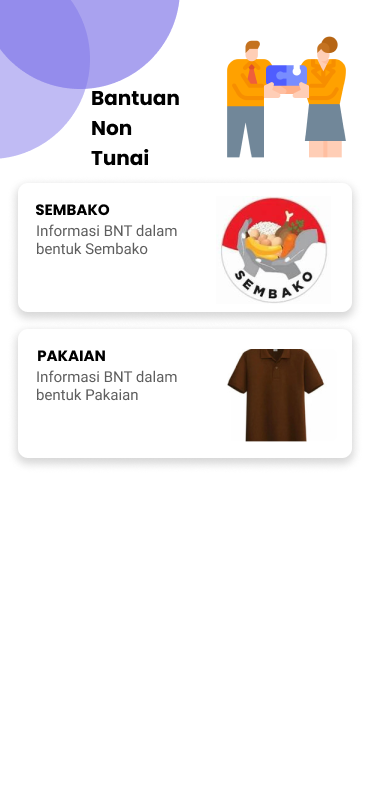 Bantuan
Non
Tunai
SEMBAKO
Informasi BNT dalam
bentuk Sembako
SEMBAKO
PAKAIAN
Informasi BNT dalam
bentuk Pakaian